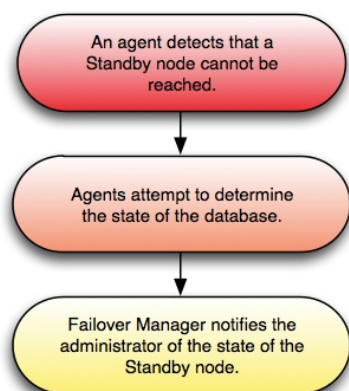 An agent detects that a
Standby node cannot be
reached.
Agents attempt to determine
the state of the database.
Failover Manager notifies the
administrator of the state of the
Standby node.